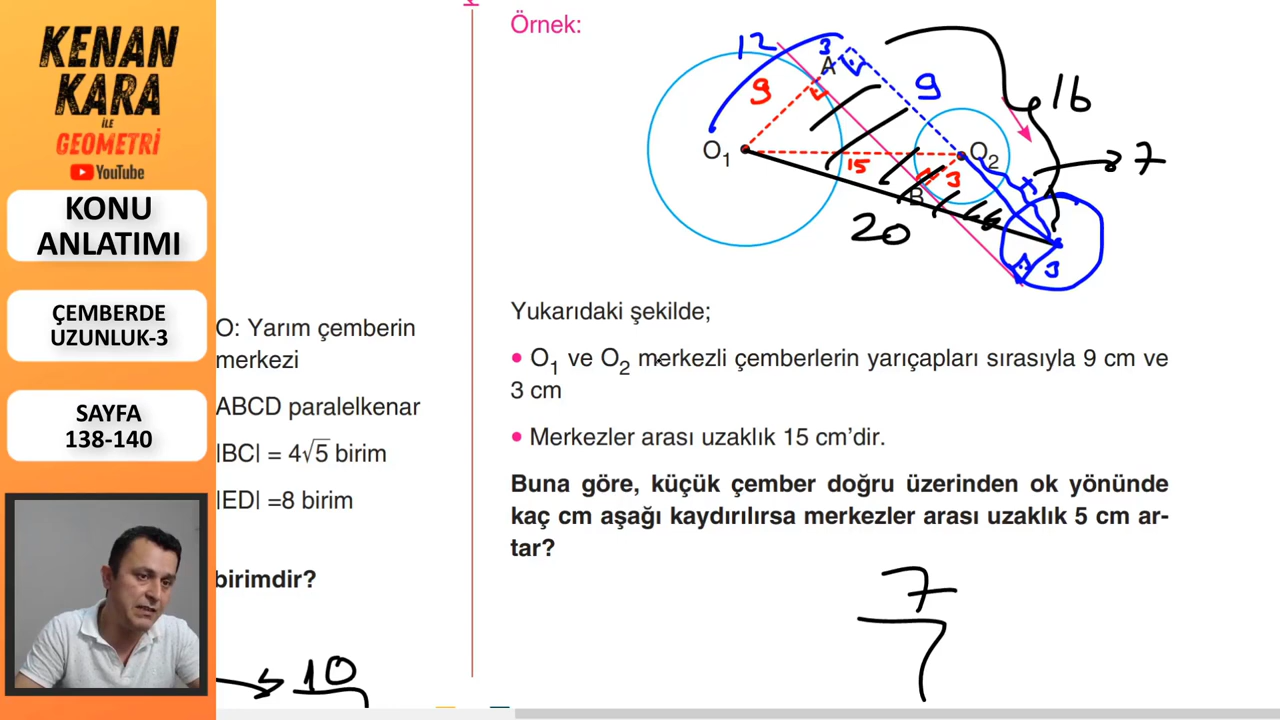 KENAN
KARA
İLE
GEOMETRİ
YouTube
KONU
ANLATIMI
ÇEMBERDE
UZUNLUK-3
SAYFA
138-140
O: Yarım çemberin
merkezi
ABCD paralelkenar
|BC| = 4√5 birim
|ED| =8 birim
birimdir?
10
Örnek:
12
3
A
9
9
16
O₁
15
O₂
3
x
7
B
20
3
Yukarıdaki şekilde;
• O₁ ve O₂ merkezli çemberlerin yarıçapları sırasıyla 9 cm ve
3 cm
• Merkezler arası uzaklık 15 cm’dir.
Buna göre, küçük çember doğru üzerinden ok yönünde
kaç cm aşağı kaydırılırsa merkezler arası uzaklık 5 cm ar-
tar?
7